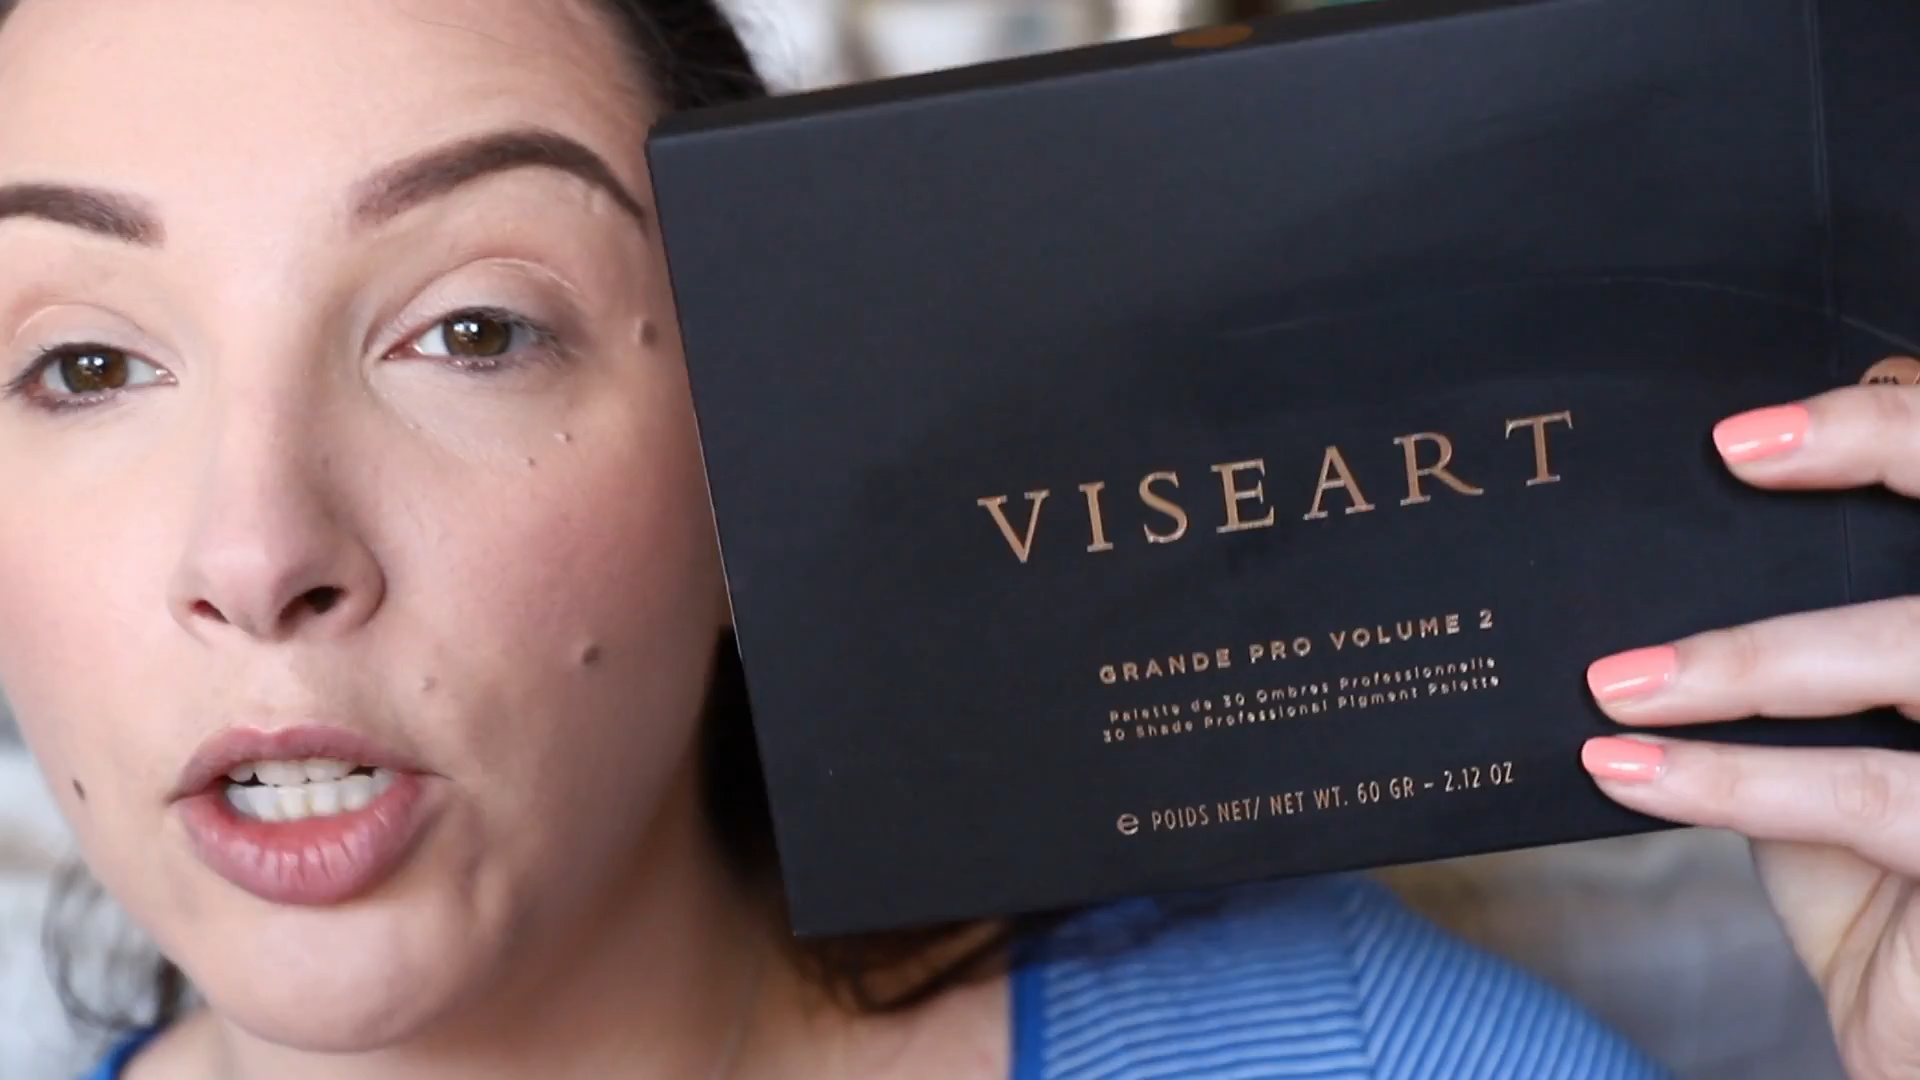 VISEART
GRANDE PRO VOLUME 2
Palette de 30 Ombres Professionnelle
30 Shade Professional Pigment Palette
e POIDS NET/ NET WT. 60 GR - 2.12 OZ